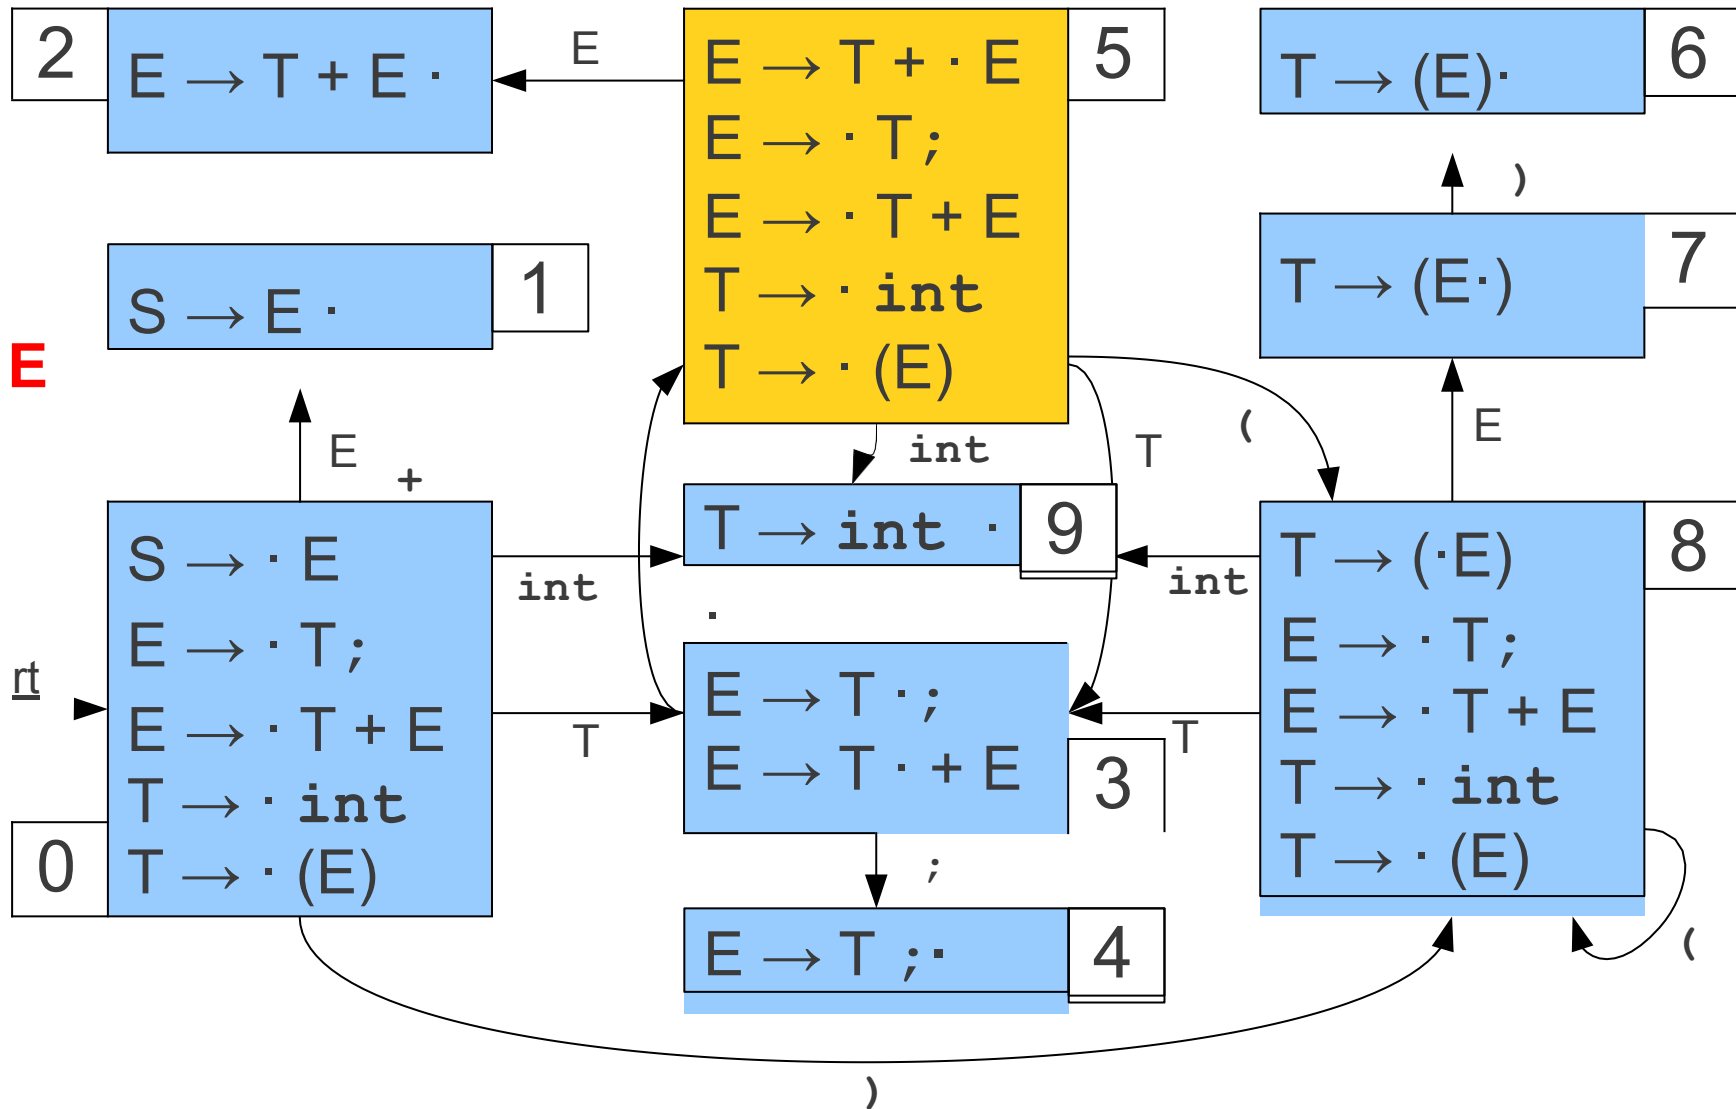 2
E → T + E ·
E
E → T + · E
E → · T ;
E → · T + E
T → · int
T → · (E)
5
T → (E)·
6
)
S → E ·
1
T → (E·)
7
E
E
+
int
T
(
E
S → · E
E → · T ;
E → · T + E
T → · int
T → · (E)
0
rt
int
T
T → int ·
9
·
E → T · ;
E → T · + E
3
;
E → T ; ·
4
int
T
T → (·E)
E → · T ;
E → · T + E
T → · int
T → · (E)
8
(
)